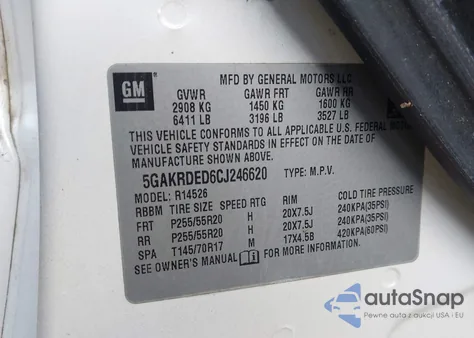 GM
MFD BY GENERAL MOTORS LLC
GVWR GAWR FRT GAWR RR
2908 KG 1450 KG 1600 KG
6411 LB 3196 LB 3527 LB
THIS VEHICLE CONFORMS TO ALL APPLICABLE U.S. FEDERAL MOTOR
VEHICLE SAFETY STANDARDS IN EFFECT ON THE DATE OF
MANUFACTURE SHOWN ABOVE.
5GAKRDED6CJ246620 TYPE: M.P.V.
MODEL: R14526
RBBM TIRE SIZE SPEED RTG RIM COLD TIRE PRESSURE
FRT P255/55R20 H 20X7.5J 240KPA(35PSI)
RR P255/55R20 H 20X7.5J 240KPA(35PSI)
SPA T145/70R17 M 17X4.5B 420KPA(60PSI)
SEE OWNER'S MANUAL FOR MORE INFORMATION.
autoSnap
Pewne auta z aukcji USA i EU